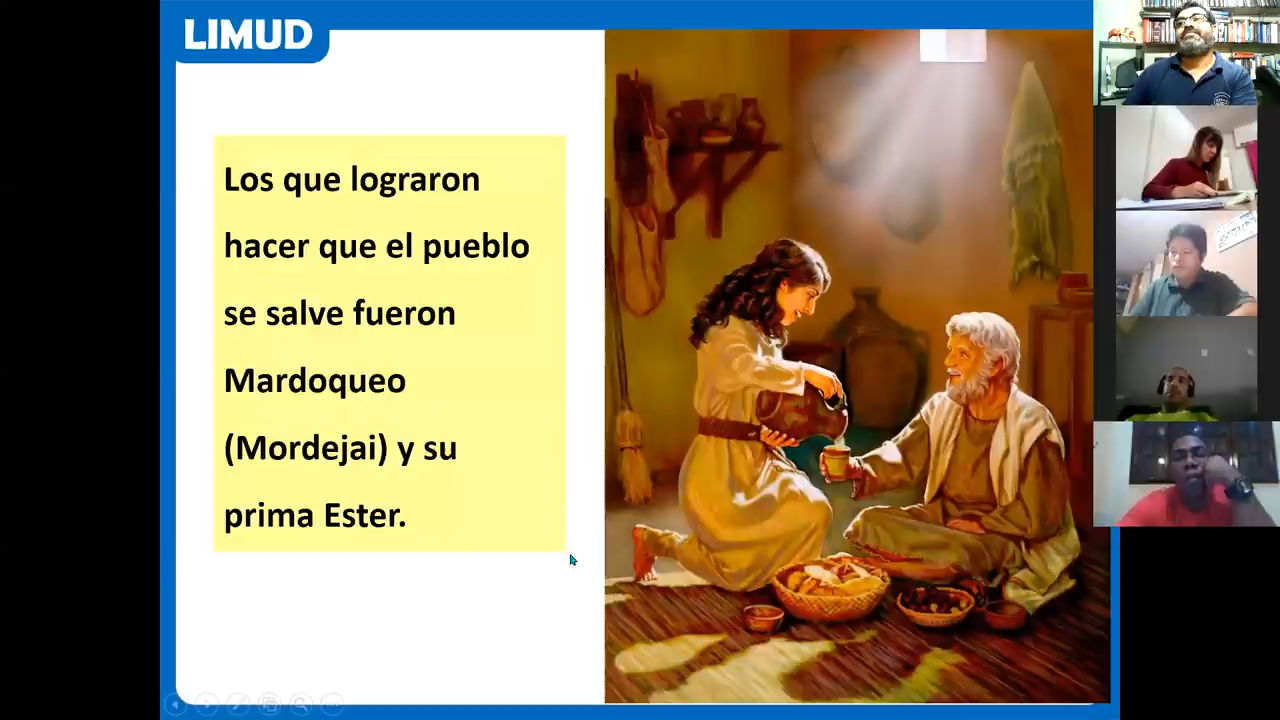 LIMUD
Los que lograron
hacer que el pueblo
se salve fueron
Mardoqueo
(Mordejai) y su
prima Ester.